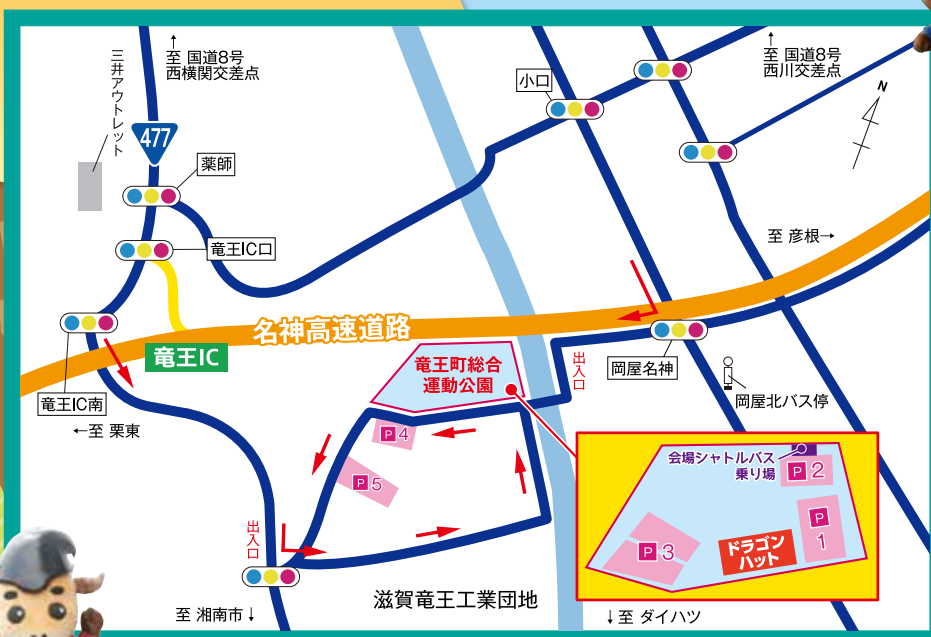 ↑
至 国道8号
西横関交差点
三井アウトレット
477
薬師
竜王IC口
竜王IC南
竜王IC
名神高速道路
←至 栗東
小口
↑
至 国道8号
西川交差点
N
至 彦根→
岡屋名神
岡屋北バス停
出入口
竜王町総合
運動公園
P4
P5
出入口
会場シャトルバス
乗り場
P2
P
1
P3
ドラゴン
ハット
滋賀竜王工業団地
至 湘南市↓
↓至 ダイハツ